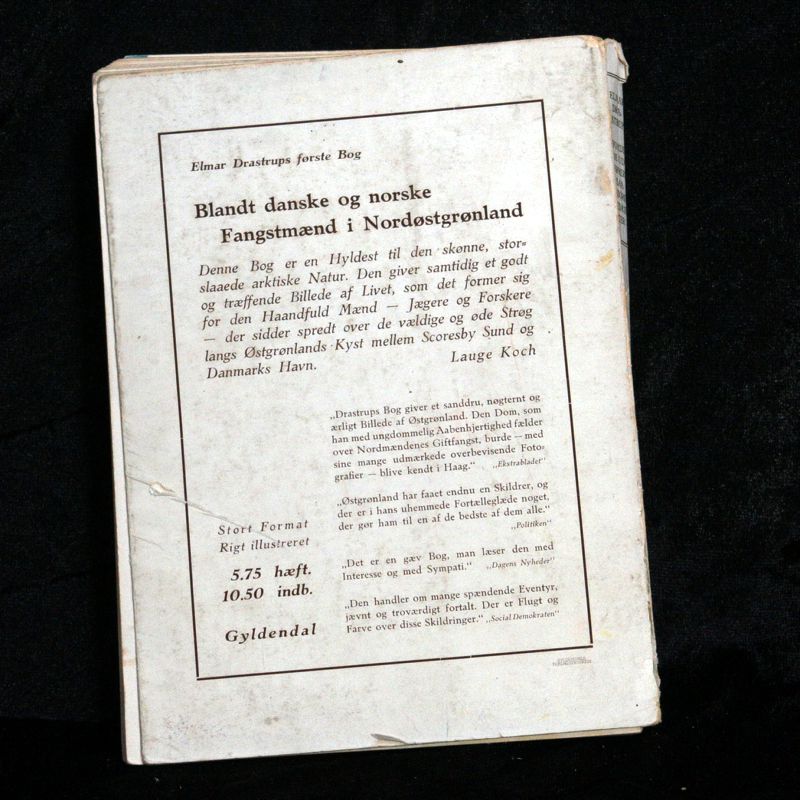 Elmar Drastrups første Bog
Blandt danske og norske
Fangstmænd i Nordøstgrønland
Denne Bog er en Hyldest til den skønne, stor=
slaaede arktiske Natur. Den giver samtidig et godt
og træffende Billede af Livet, som det former sig
for den Haandfuld Mænd — Jægere og Forskere
— der sidder spredt over de vældige og øde Strøg
langs Østgrønlands Kyst mellem Scoresby Sund og
Danmarks Havn.
Lauge Koch
„Drastrups Bog giver et sanddru, nøgternt og
ærligt Billede af Østgrønland. Den Dom, som
han med ungdommelig Aabenhjertighed fælder
over Nordmændenes Giftfangst, burde — med
sine mange udmærkede overbevisende Foto=
grafier — blive kendt i Haag.“ „Ekstrabladet“
„Østgrønland har faaet endnu en Skildrer, og
der er i hans uhemmede Fortælleglæde noget,
der gør ham til en af de bedste af dem alle.“
„Politiken“
„Det er en gæv Bog, man læser den med
Interesse og med Sympati.“ „Dagens Nyheder“
„Den handler om mange spændende Eventyr,
jævnt og troværdigt fortalt. Der er Flugt og
Farve over disse Skildringer.“ „Social Demokraten“
Stort Format
Rigt illustreret
5.75 hæft.
10.50 indb.
Gyldendal